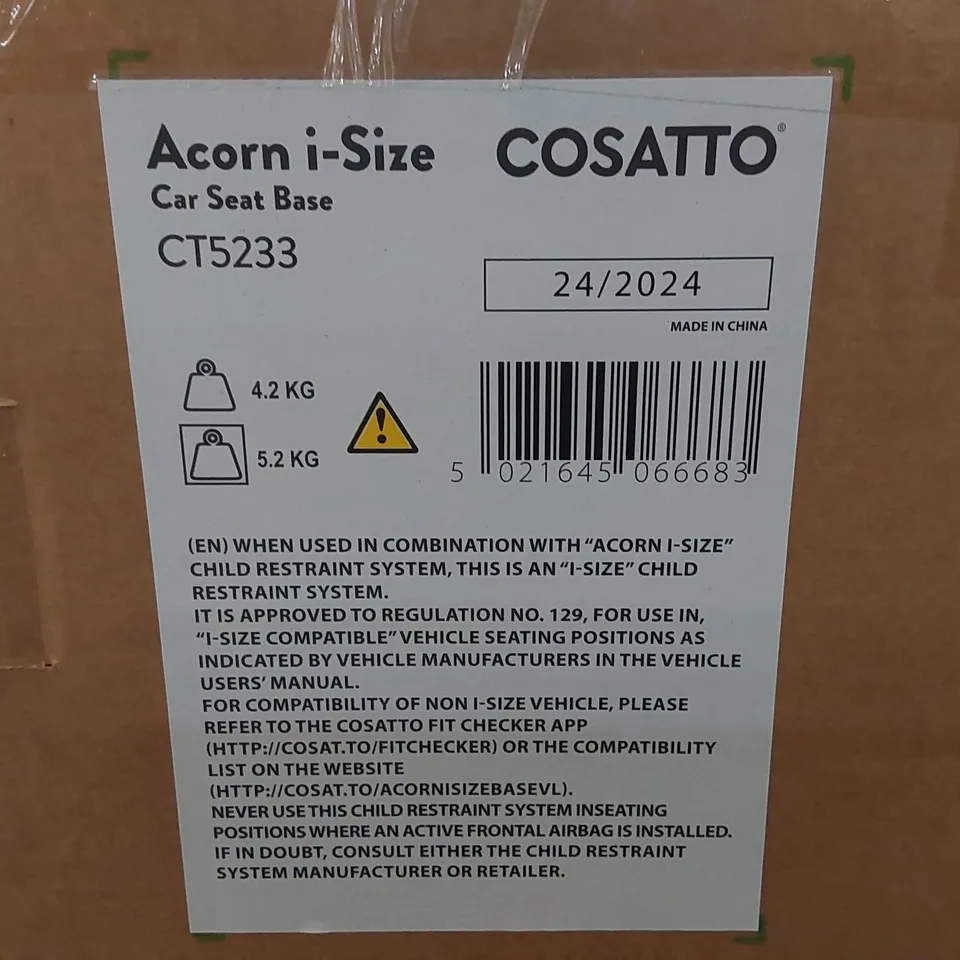 Acorn i-Size
COSATTO®
Car Seat Base
CT5233
24/2024
MADE IN CHINA
4.2 KG
5.2 KG
5 021645 066683
(EN) WHEN USED IN COMBINATION WITH “ACORN I-SIZE”
CHILD RESTRAINT SYSTEM, THIS IS AN “I-SIZE” CHILD
RESTRAINT SYSTEM.
IT IS APPROVED TO REGULATION NO. 129, FOR USE IN,
“I-SIZE COMPATIBLE” VEHICLE SEATING POSITIONS AS
INDICATED BY VEHICLE MANUFACTURERS IN THE VEHICLE
USERS’ MANUAL.
FOR COMPATIBILITY OF NON I-SIZE VEHICLE, PLEASE
REFER TO THE COSATTO FIT CHECKER APP
(HTTP://COSAT.TO/FITCHECKER) OR THE COMPATIBILITY
LIST ON THE WEBSITE
(HTTP://COSAT.TO/ACORNISIZEBASEVL).
NEVER USE THIS CHILD RESTRAINT SYSTEM INSEATING
POSITIONS WHERE AN ACTIVE FRONTAL AIRBAG IS INSTALLED.
IF IN DOUBT, CONSULT EITHER THE CHILD RESTRAINT
SYSTEM MANUFACTURER OR RETAILER.